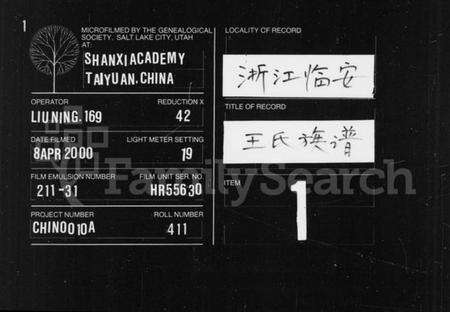 1
MICROFILMED BY THE GENEALOGICAL
SOCIETY, SALT LAKE CITY, UTAH
AT:
SHANXI ACADEMY
TAIYUAN, CHINA
OPERATOR REDUCTION X
LIU NING. 169 42
DATE FILMED LIGHT METER SETTING
8 APR 2000 19
FILM EMULSION NUMBER FILM UNIT SER. NO.
211-31 HR55630
PROJECT NUMBER ROLL NUMBER
CHIN0010A 411
LOCALITY OF RECORD
浙江临安
TITLE OF RECORD
王氏族谱
ITEM
1
FamilySearch